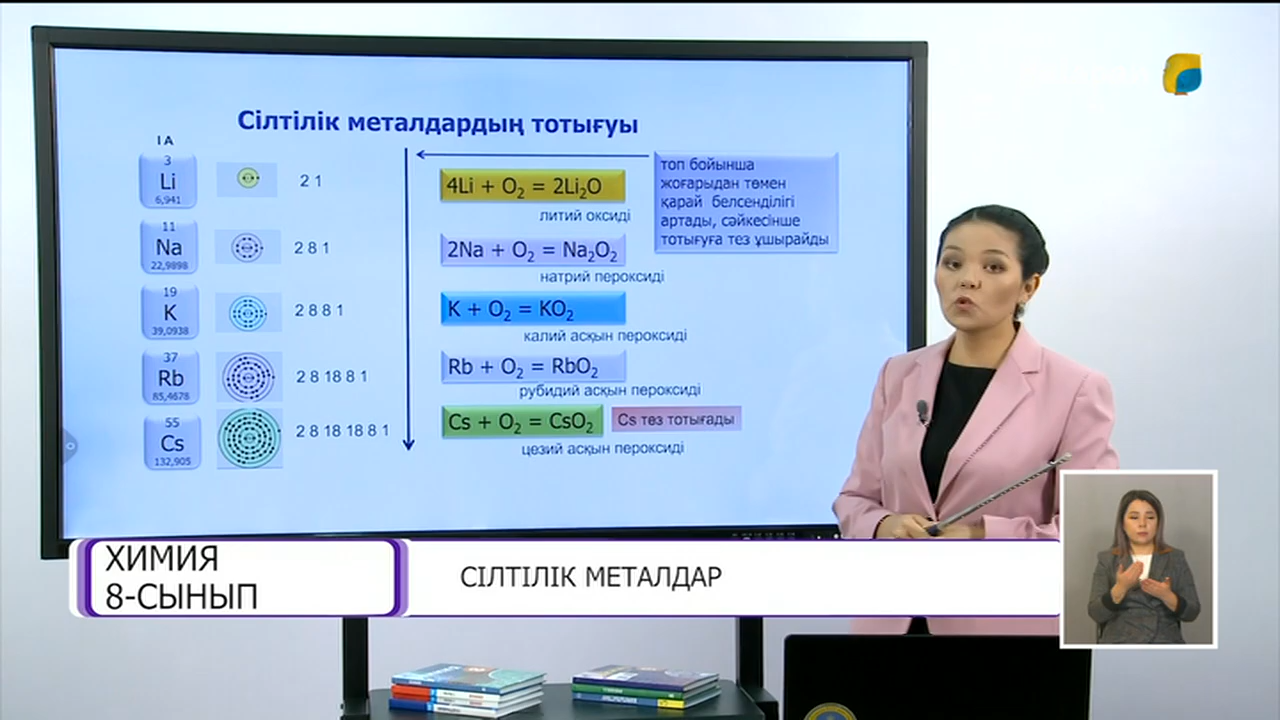 Сілтілік металдардың тотығуы
I A
3
Li
6,941
2 1
4Li + O₂ = 2Li₂O
литий оксиді
топ бойынша
жоғарыдан төмен
қарай белсенділігі
артады, сәйкесінше
тотығуға тез ұшырайды
11
Na
22,9898
2 8 1
2Na + O₂ = Na₂O₂
натрий пероксиді
19
K
39,0938
2 8 8 1
K + O₂ = KO₂
калий асқын пероксиді
37
Rb
85,4678
2 8 18 8 1
Rb + O₂ = RbO₂
рубидий асқын пероксиді
55
Cs
132,905
2 8 18 18 8 1
Cs + O₂ = CsO₂
Cs тез тотығады
цезий асқын пероксиді
ХИМИЯ
8-СЫНЫП
СІЛТІЛІК МЕТАЛДАР